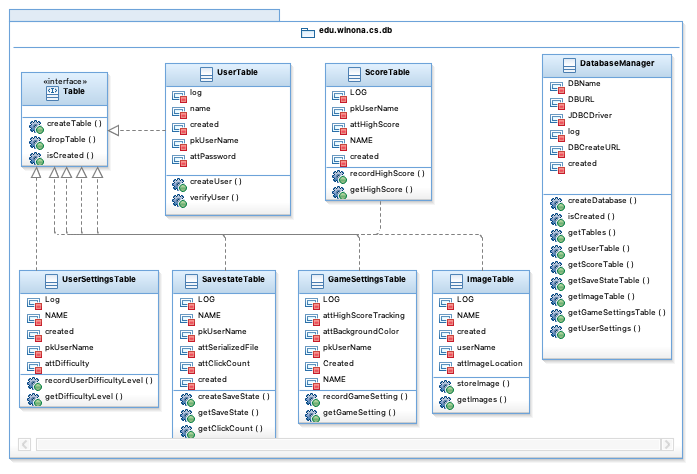 edu.winona.cs.db
«interface»
Table
createTable ( )
dropTable ( )
isCreated ( )
UserTable
log
name
created
pkUserName
attPassword
createUser ( )
verifyUser ( )
ScoreTable
LOG
pkUserName
attHighScore
NAME
created
recordHighScore ( )
getHighScore ( )
DatabaseManager
DBName
DBURL
JDBCDriver
log
DBCreateURL
created
createDatabase ( )
isCreated ( )
getTables ( )
getUserTable ( )
getScoreTable ( )
getSaveStateTable ( )
getImageTable ( )
getGameSettingsTable ( )
getUserSettings ( )
UserSettingsTable
Log
NAME
created
pkUserName
attDifficulty
recordUserDifficultyLevel ( )
getDifficultyLevel ( )
SavestateTable
LOG
NAME
pkUserName
attSerializedFile
attClickCount
created
createSaveState ( )
getSaveState ( )
getClickCount ( )
GameSettingsTable
LOG
attHighScoreTracking
attBackgroundColor
pkUserName
Created
NAME
recordGameSetting ( )
getGameSetting ( )
ImageTable
LOG
NAME
created
userName
attImageLocation
storeImage ( )
getImages ( )